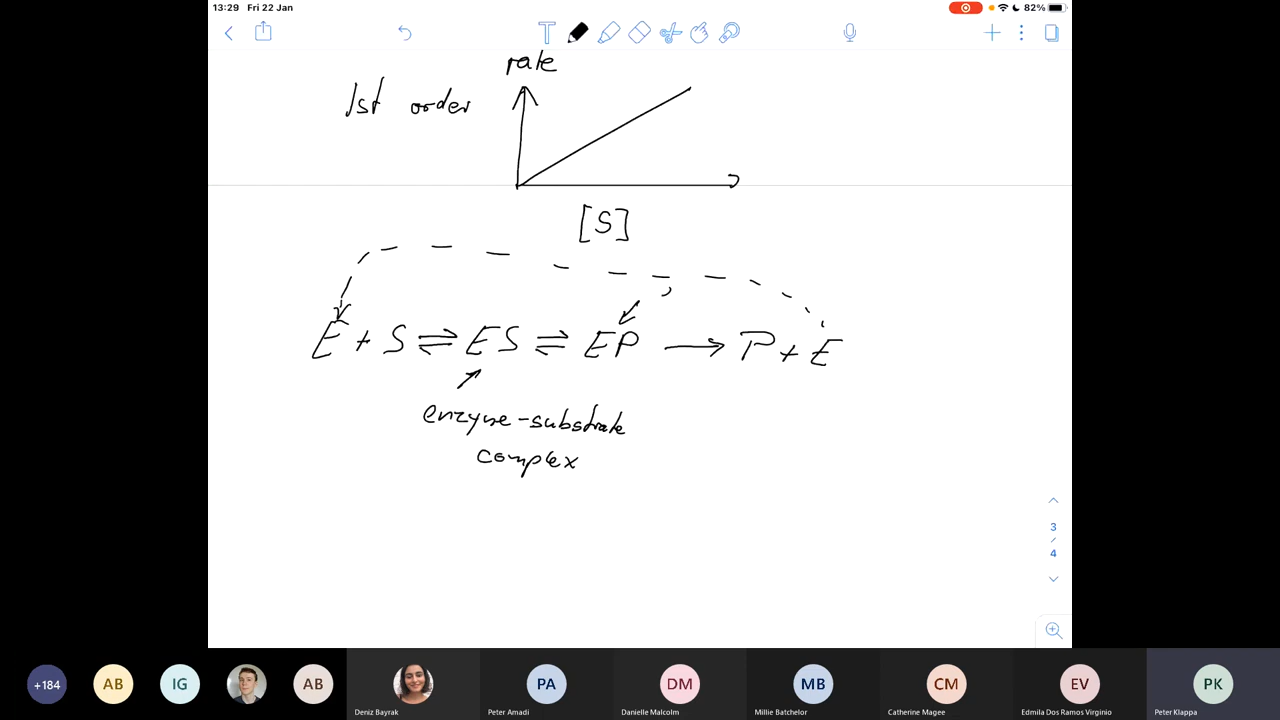 13:29 Fri 22 Jan
82%
T
rate
1st order
[S]
E + S ⇌ ES ⇌ EP → P + E
enzyme-substrate
complex
3
/
4
+184
AB
IG
AB
PA
DM
MB
CM
EV
PK
Deniz Bayrak
Peter Amadi
Danielle Malcolm
Millie Batchelor
Catherine Magee
Edmila Dos Ramos Virginio
Peter Klappa